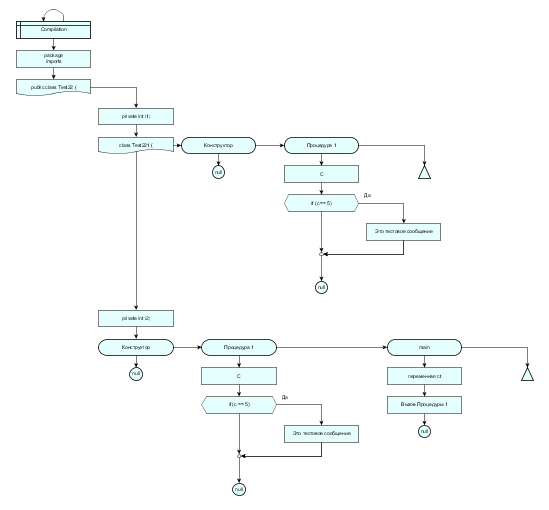 Compilation
package
imports
public class Test22 {
private int i1;
class Test221 {
Конструктор
Процедура 1
null
C
if (c == 5)
Да
Это тестовое сообщение
null
private int i2;
Конструктор
Процедура 1
main
null
C
переменная ct
if (c == 5)
Да
Вызов Процедуры 1
Это тестовое сообщение
null
null